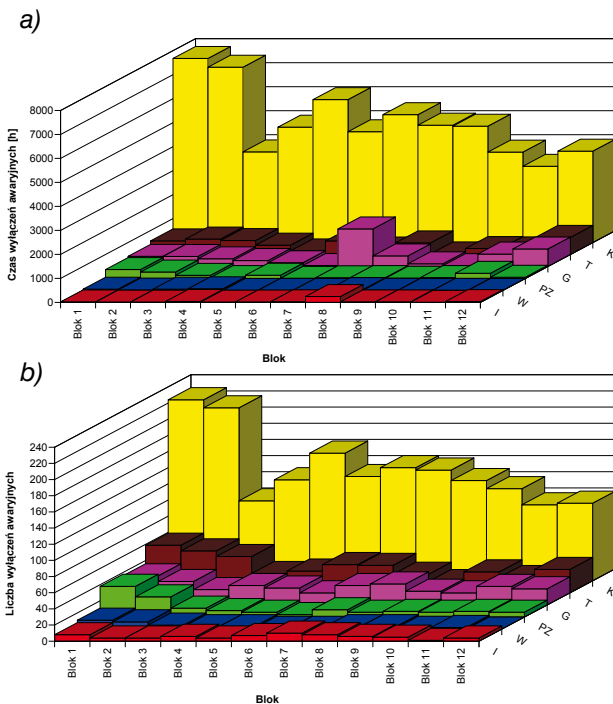 a)
Czas wyłączeń awaryjnych [h]
8000
7000
6000
5000
4000
3000
2000
1000
0
Blok 1
Blok 2
Blok 3
Blok 4
Blok 5
Blok 6
Blok 7
Blok 8
Blok 9
Blok 10
Blok 11
Blok 12
I
W
PZ
G
T
K
Blok
b)
Liczba wyłączeń awaryjnych
240
220
200
180
160
140
120
100
80
60
40
20
0
Blok 1
Blok 2
Blok 3
Blok 4
Blok 5
Blok 6
Blok 7
Blok 8
Blok 9
Blok 10
Blok 11
Blok 12
I
W
PZ
G
T
K
Blok